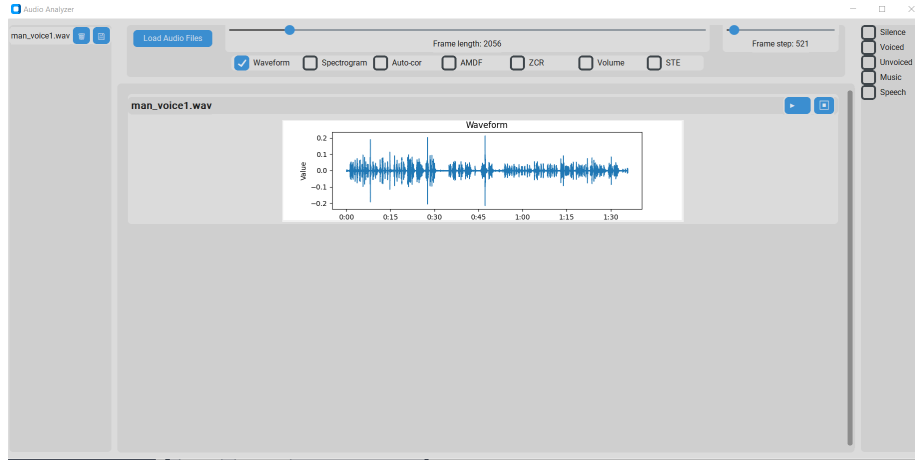 Audio Analyzer
man_voice1.wav
Load Audio Files
Frame length: 2056
Frame step: 521
Waveform Spectrogram Auto-cor AMDF ZCR Volume STE
Silence
Voiced
Unvoiced
Music
Speech
man_voice1.wav
Waveform
Value
0.2
0.1
0.0
−0.1
−0.2
0:00 0:15 0:30 0:45 1:00 1:15 1:30